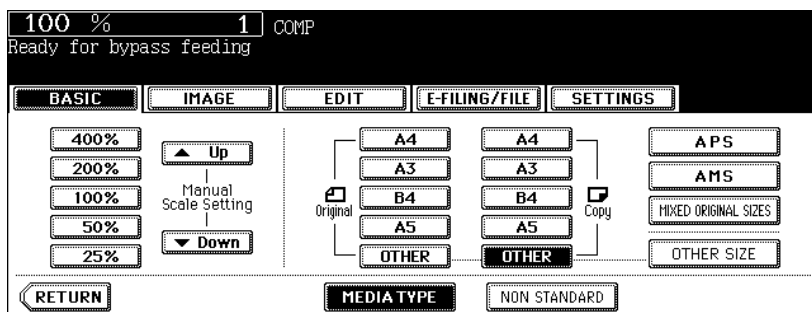 100 % 1 COMP
Ready for bypass feeding
BASIC IMAGE EDIT E-FILING/FILE SETTINGS
400% Up A4 A4 APS
200% A3 A3 AMS
100% Manual Scale Setting Original B4 B4 Copy MIXED ORIGINAL SIZES
50% A5 A5
25% Down OTHER OTHER OTHER SIZE
RETURN MEDIA TYPE NON STANDARD